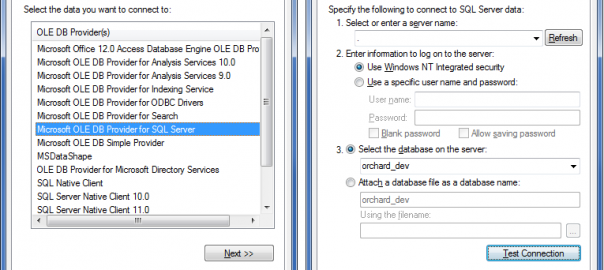 Select the data you want to connect to:
OLE DB Provider(s)
Microsoft Office 12.0 Access Database Engine OLE DB Pro
Microsoft OLE DB Provider for Analysis Services 10.0
Microsoft OLE DB Provider for Analysis Services 9.0
Microsoft OLE DB Provider for Indexing Service
Microsoft OLE DB Provider for ODBC Drivers
Microsoft OLE DB Provider for Search
Microsoft OLE DB Provider for SQL Server
Microsoft OLE DB Simple Provider
MSDataShape
OLE DB Provider for Microsoft Directory Services
SQL Native Client
SQL Server Native Client 10.0
SQL Server Native Client 11.0
Next >>
Specify the following to connect to SQL Server data:
1. Select or enter a server name:
.
Refresh
2. Enter information to log on to the server:
Use Windows NT Integrated security
Use a specific user name and password:
User name:
Password:
Blank password Allow saving password
3. Select the database on the server:
orchard_dev
Attach a database file as a database name:
orchard_dev
Using the filename:
...
Test Connection